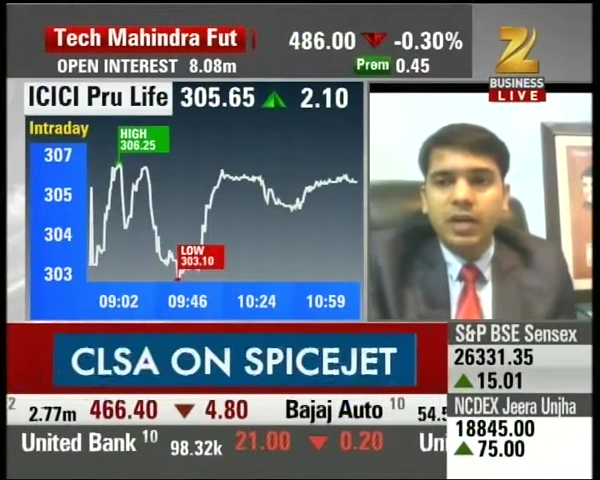 Tech Mahindra Fut 486.00 -0.30%
OPEN INTEREST 8.08m Prem 0.45
Z
BUSINESS
LIVE
ICICI Pru Life 305.65 2.10
Intraday
HIGH
306.25
307
305
304
303
LOW
303.10
09:02 09:46 10:24 10:59
CLSA ON SPICEJET
S&P BSE Sensex
26331.35
15.01
NCDEX Jeera Unjha
18845.00
75.00
2 2.77m 466.40 4.80 Bajaj Auto 10 54.5
United Bank 10 98.32k 21.00 0.20 Uni